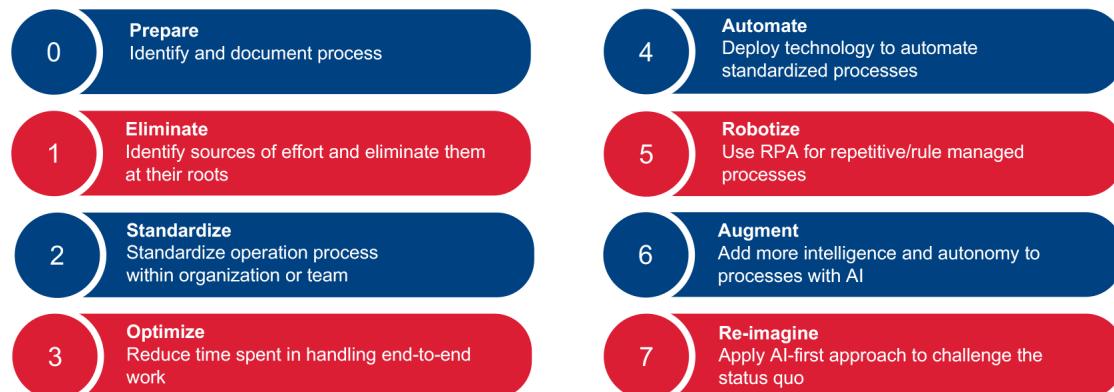 0
Prepare
Identify and document process
1
Eliminate
Identify sources of effort and eliminate them
at their roots
2
Standardize
Standardize operation process
within organization or team
3
Optimize
Reduce time spent in handling end-to-end
work
4
Automate
Deploy technology to automate
standardized processes
5
Robotize
Use RPA for repetitive/rule managed
processes
6
Augment
Add more intelligence and autonomy to
processes with AI
7
Re-imagine
Apply AI-first approach to challenge the
status quo